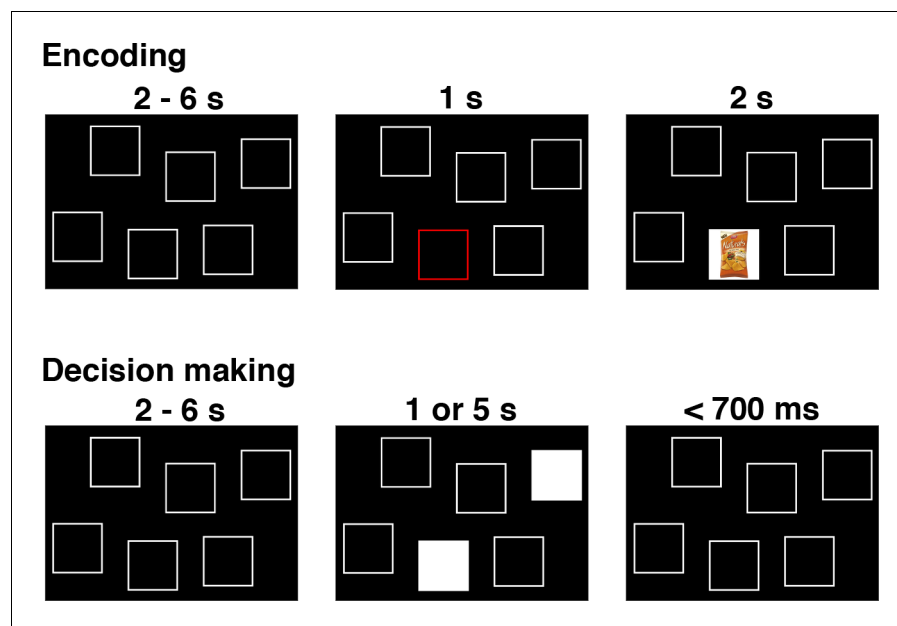 Encoding
2 - 6 s
1 s
2 s
Decision making
2 - 6 s
1 or 5 s
< 700 ms